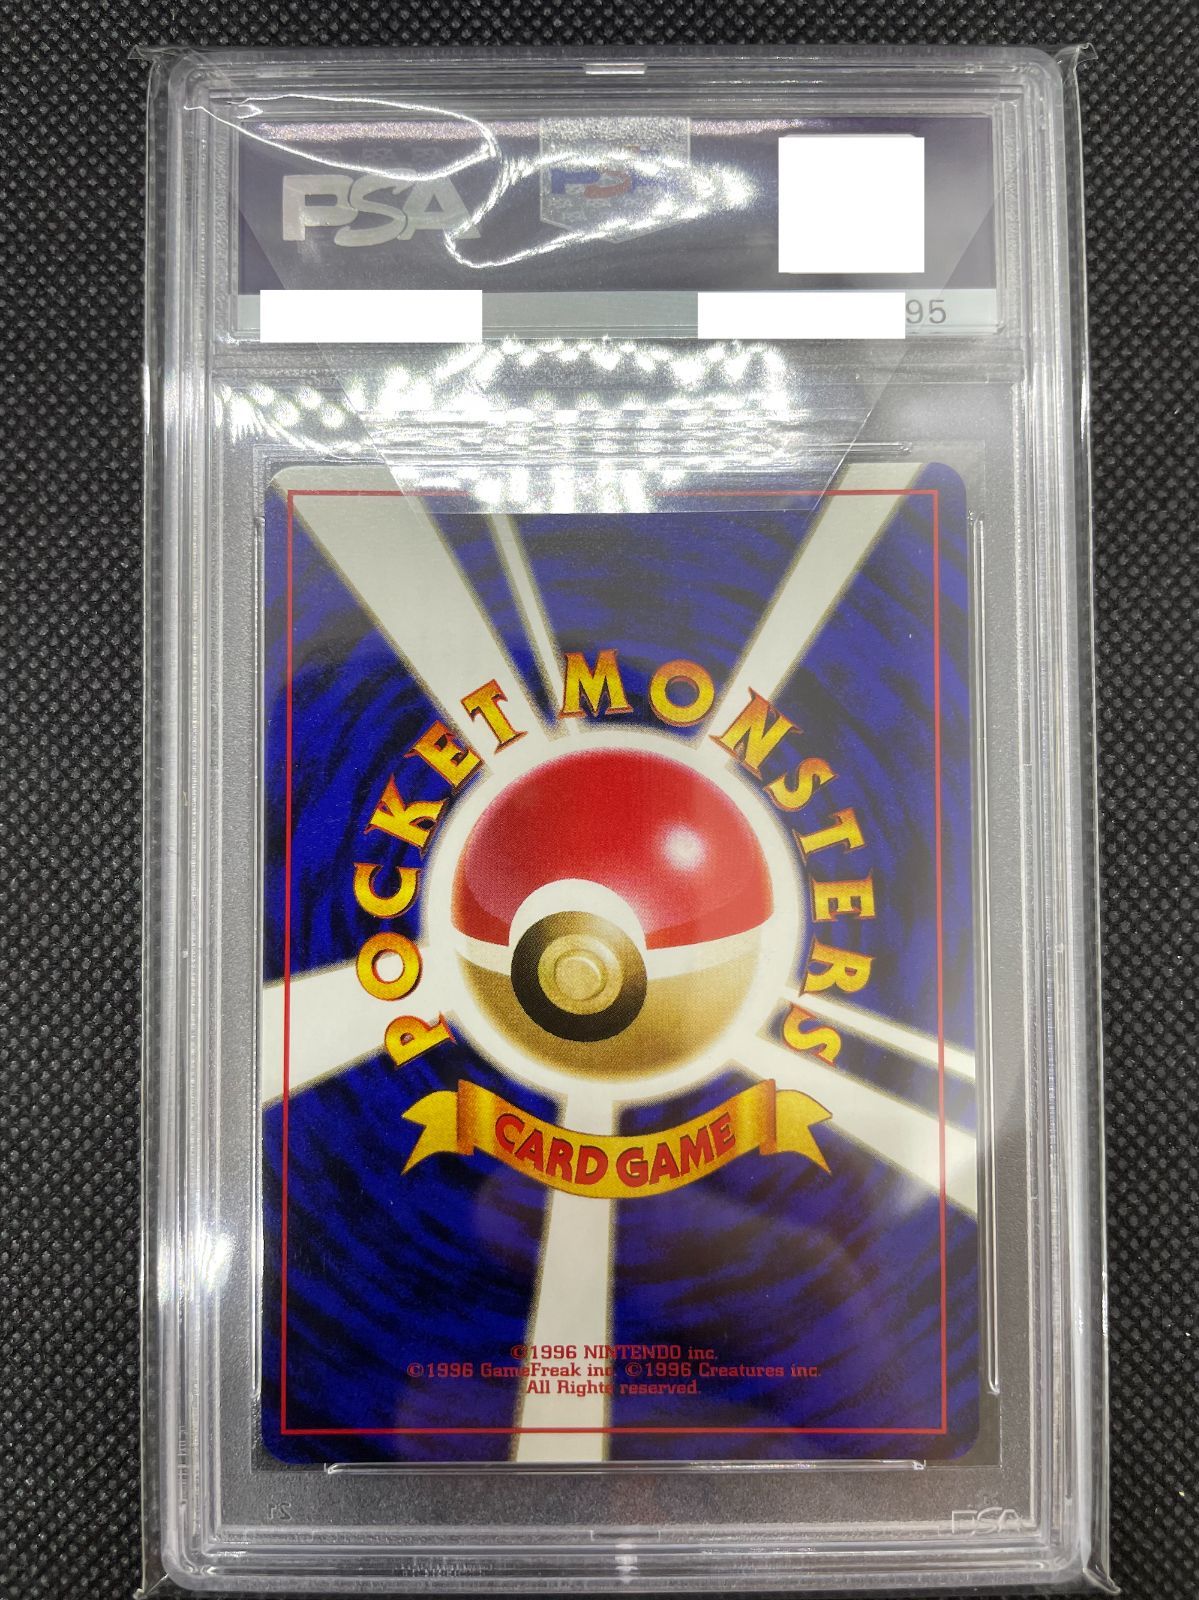 PSA
PSA
95
POCKET MONSTERS
CARD GAME
©1996 NINTENDO inc.
©1996 GameFreak inc. ©1996 Creatures inc.
All Rights reserved.
PSA